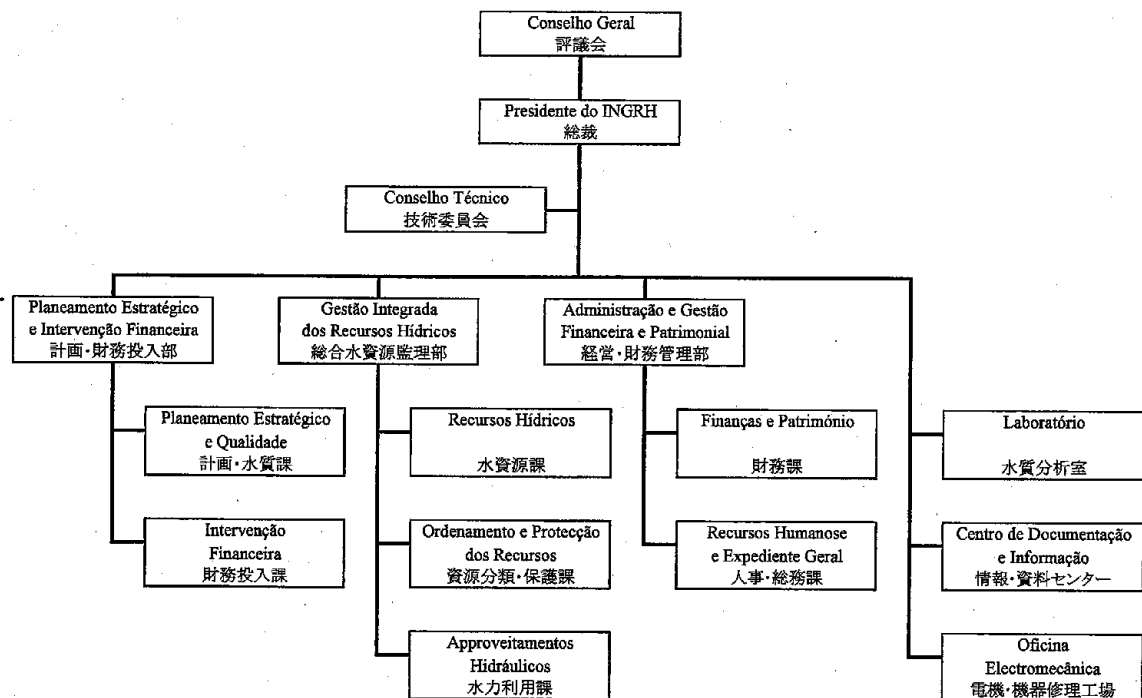 Conselho Geral
評議会
Presidente do INGRH
総裁
Conselho Técnico
技術委員会
Planeamento Estratégico
e Intervenção Financeira
計画・財務投入部
Gestão Integrada
dos Recursos Hídricos
総合水資源監理部
Administração e Gestão
Financeira e Patrimonial
経営・財務管理部
Planeamento Estratégico
e Qualidade
計画・水質課
Recursos Hídricos
水資源課
Finanças e Património
財務課
Laboratório
水質分析室
Intervenção
Financeira
財務投入課
Ordenamento e Protecção
dos Recursos
資源分類・保護課
Recursos Humanose
e Expediente Geral
人事・総務課
Centro de Documentação
e Informação
情報・資料センター
Approveitamentos
Hidráulicos
水力利用課
Oficina
Electromecânica
電機・機器修理工場